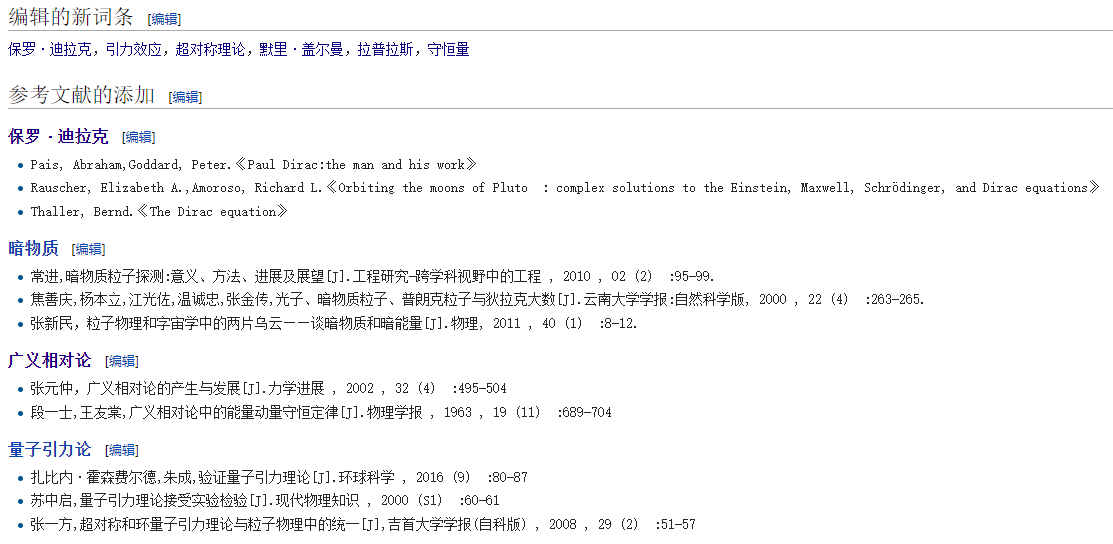 编辑的新词条 [编辑]
保罗·迪拉克，引力效应，超对称理论，默里·盖尔曼，拉普拉斯，守恒量
参考文献的添加 [编辑]
保罗·迪拉克 [编辑]
Pais, Abraham,Goddard, Peter.《Paul Dirac:the man and his work》
Rauscher, Elizabeth A.,Amoroso, Richard L.《Orbiting the moons of Pluto : complex solutions to the Einstein, Maxwell, Schrödinger, and Dirac equations》
Thaller, Bernd.《The Dirac equation》
暗物质 [编辑]
常进,暗物质粒子探测:意义、方法、进展及展望[J].工程研究-跨学科视野中的工程 , 2010 , 02 (2) :95-99.
焦善庆,杨本立,江光佐,温诚忠,张金传,光子、暗物质粒子、普朗克粒子与狄拉克大数[J].云南大学学报:自然科学版, 2000 , 22 (4) :263-265.
张新民，粒子物理和宇宙学中的两片乌云——谈暗物质和暗能量[J].物理, 2011 , 40 (1) :8-12.
广义相对论 [编辑]
张元仲，广义相对论的产生与发展[J].力学进展 , 2002 , 32 (4) :495-504
段一士,王友棠,广义相对论中的能量动量守恒定律[J].物理学报 , 1963 , 19 (11) :689-704
量子引力论 [编辑]
扎比内·霍森费尔德,朱成,验证量子引力理论[J].环球科学 , 2016 (9) :80-87
苏中启,量子引力理论接受实验检验[J].现代物理知识 , 2000 (S1) :60-61
张一方,超对称和环量子引力理论与粒子物理中的统一[J],吉首大学学报(自科版) , 2008 , 29 (2) :51-57